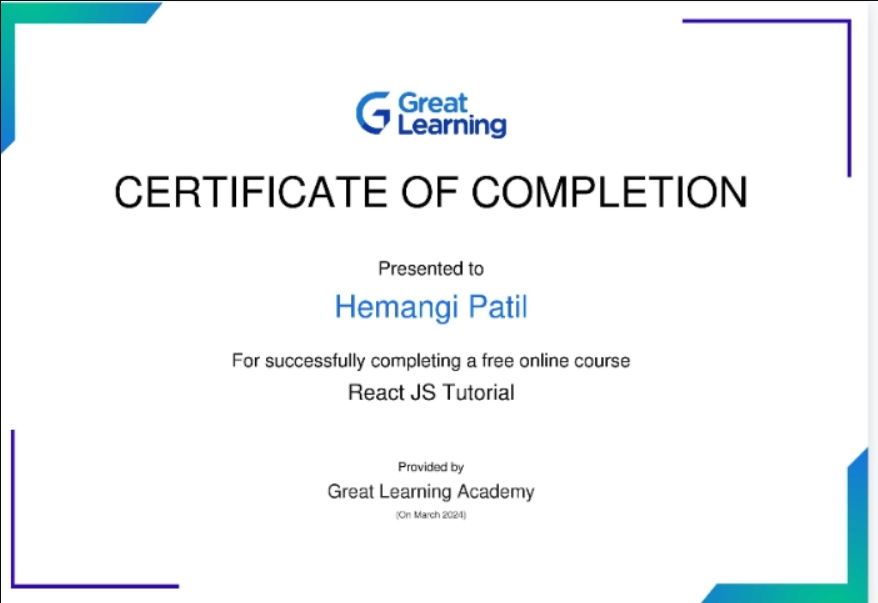 Great
Learning
CERTIFICATE OF COMPLETION
Presented to
Hemangi Patil
For successfully completing a free online course
React JS Tutorial
Provided by
Great Learning Academy
(On March 2024)